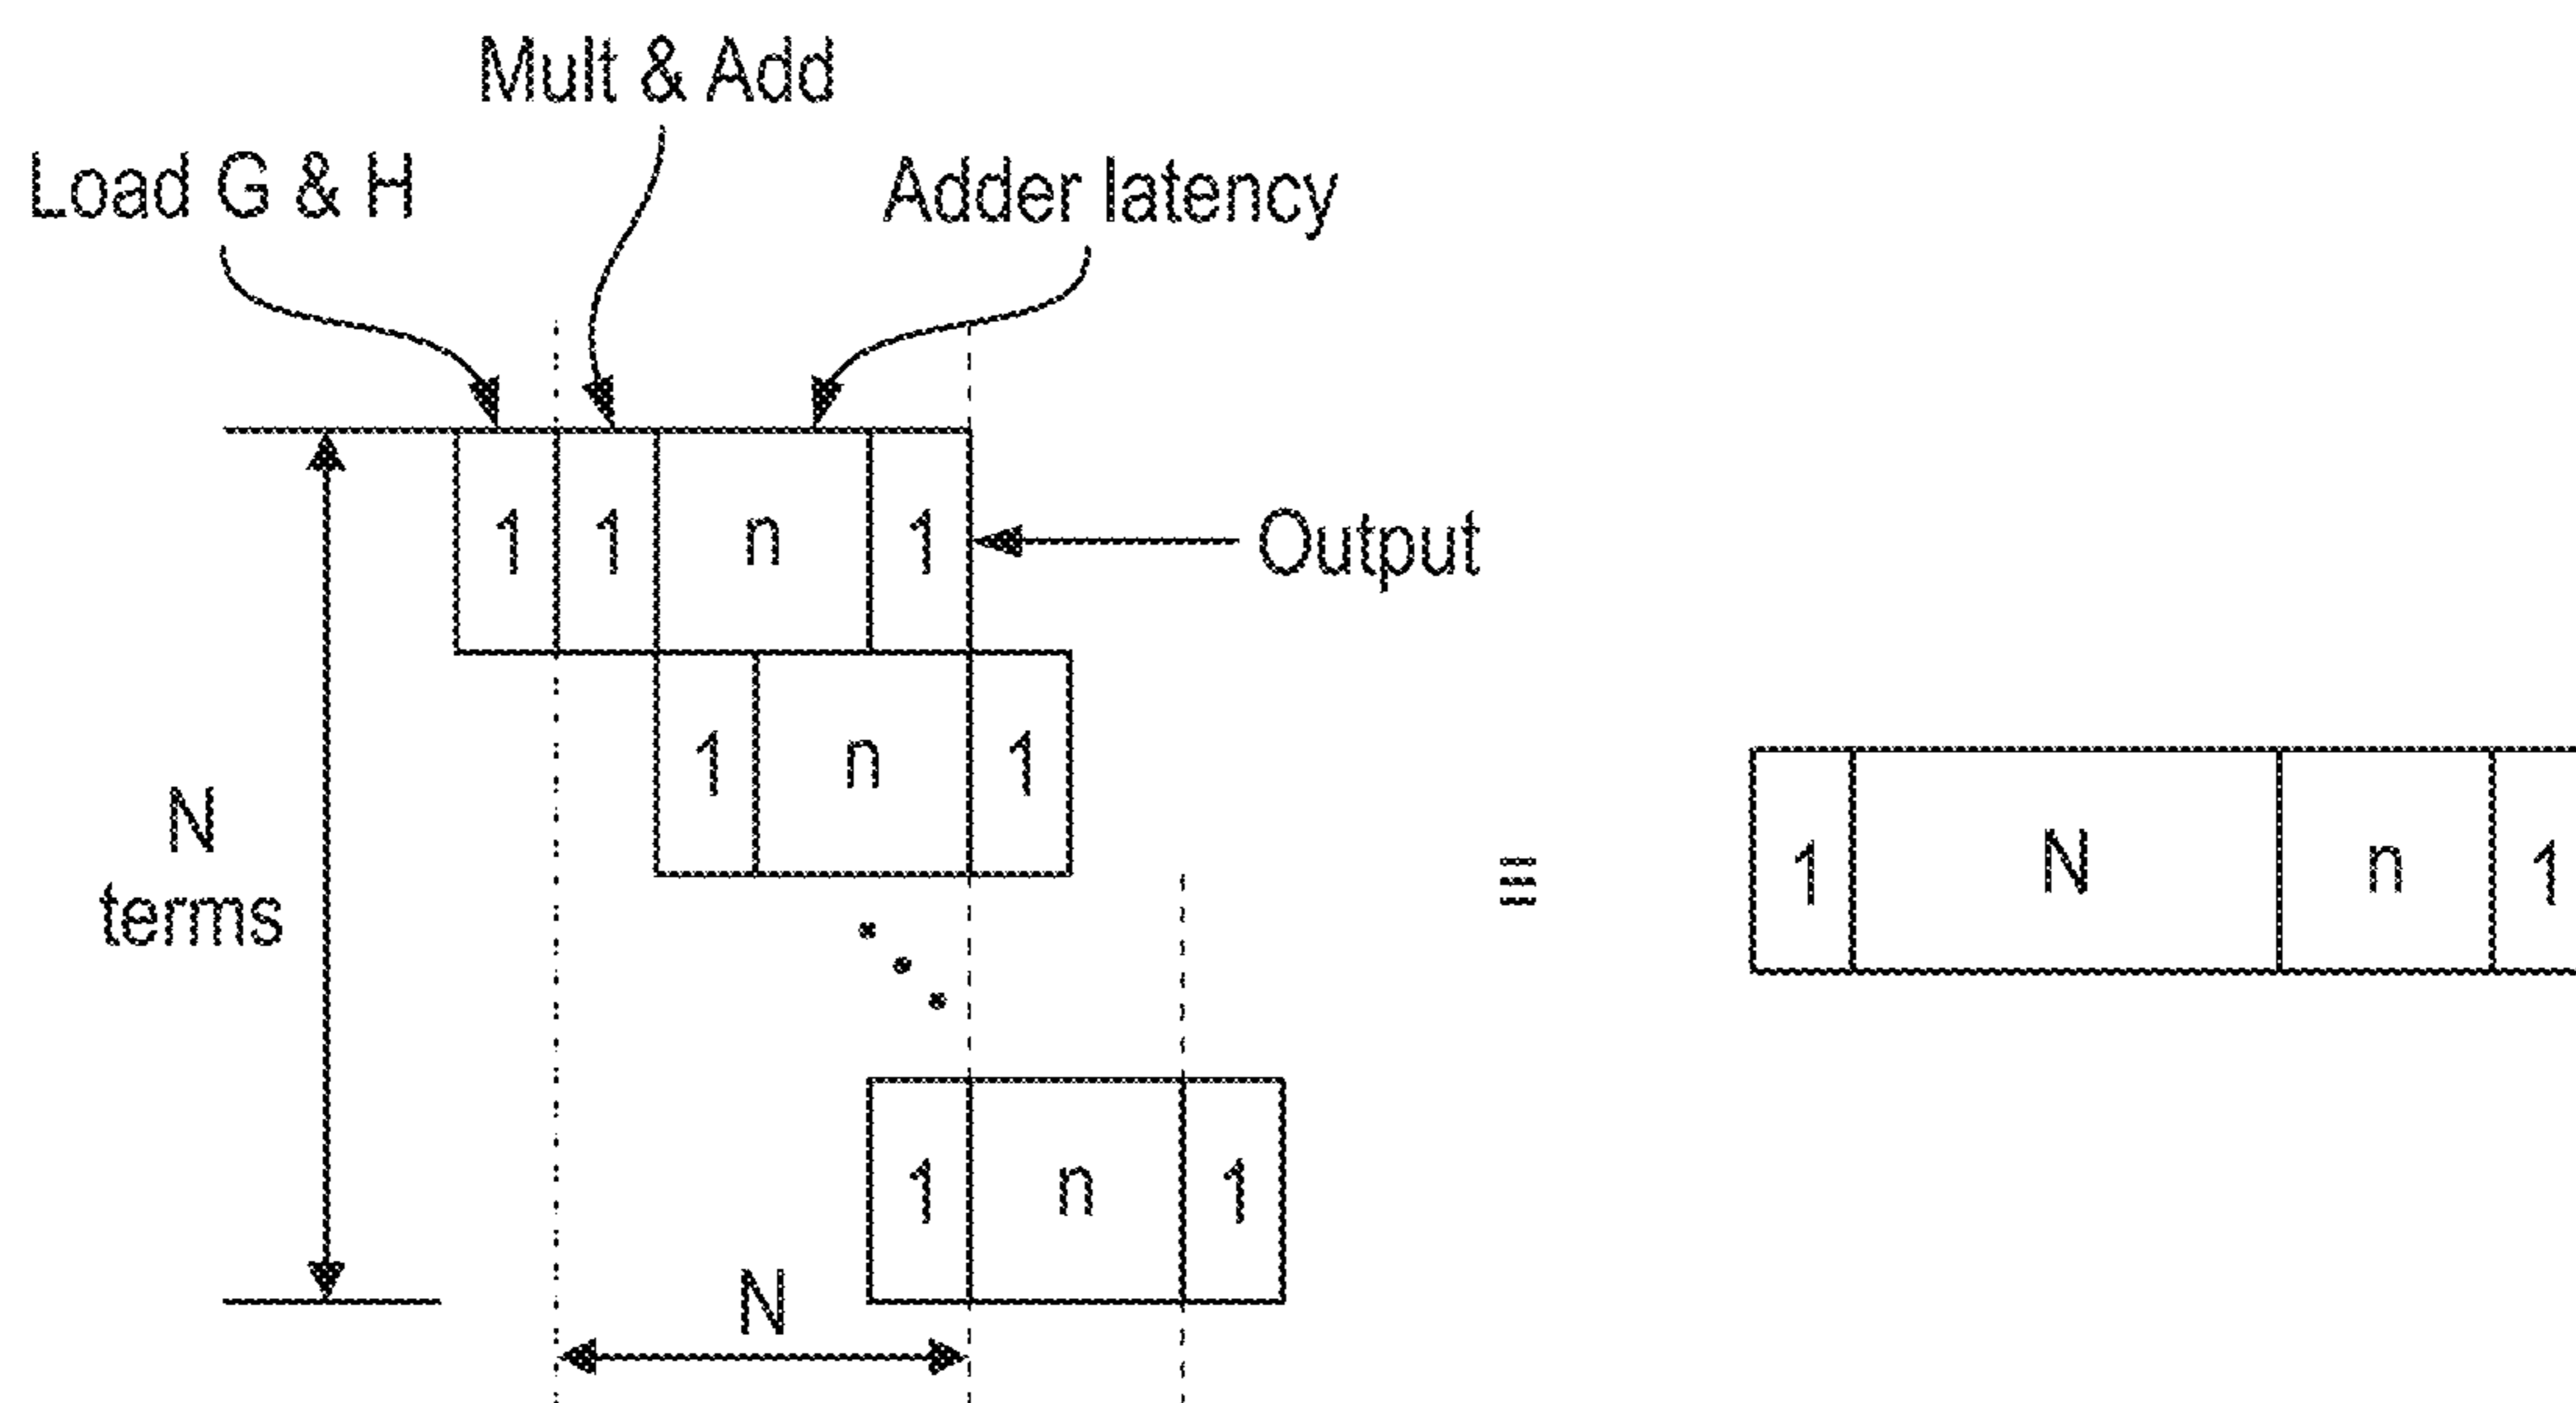 Mult & Add
Load G & H
Adder latency
1 1 n 1
Output
1 n 1
N
terms
≡
1 N n 1
1 n 1
N